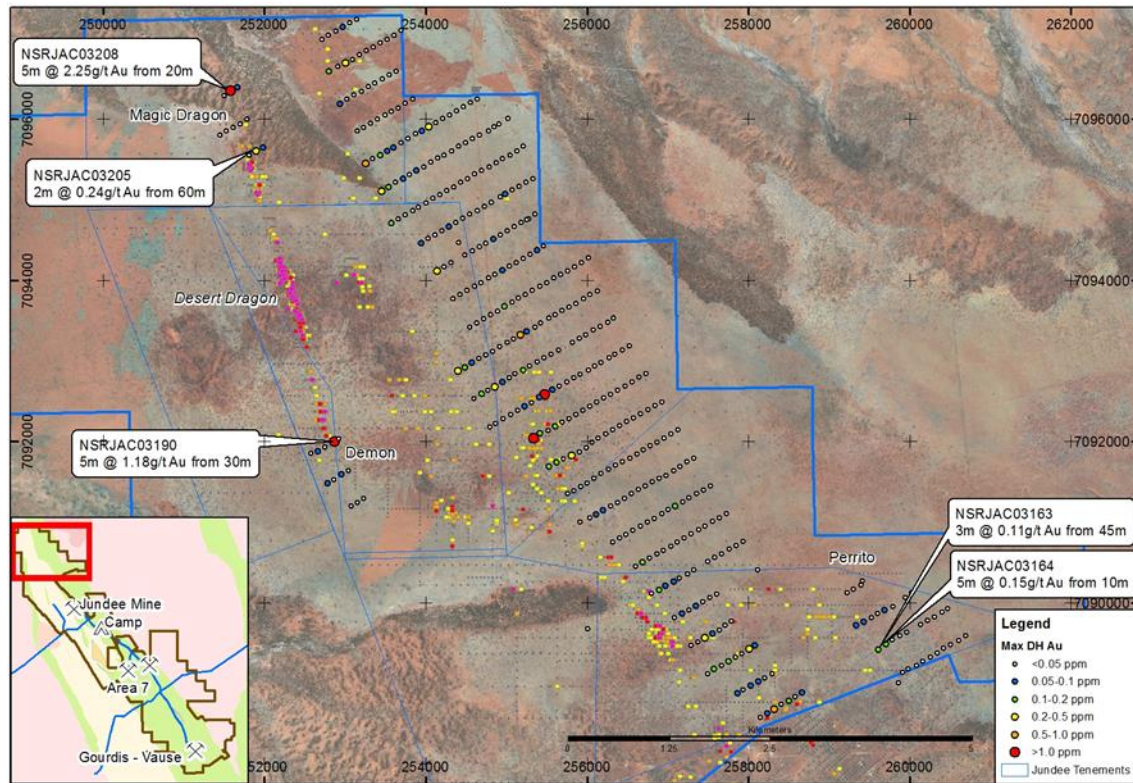 250000 252000 254000 256000 258000 260000 262000
NSRJAC03208
5m @ 2.25g/t Au from 20m
Magic Dragon
7096000
7096000
NSRJAC03205
2m @ 0.24g/t Au from 60m
7094000
7094000
Desert Dragon
7092000
7092000
NSRJAC03190
5m @ 1.18g/t Au from 30m
Demon
NSRJAC03163
3m @ 0.11g/t Au from 45m
Perrito
NSRJAC03164
5m @ 0.15g/t Au from 10m
7090000
Jundee Mine
Camp
Area 7
Gourdis - Vause
Legend
Max DH Au
<0.05 ppm
0.05-0.1 ppm
0.1-0.2 ppm
0.2-0.5 ppm
0.5-1.0 ppm
>1.0 ppm
Jundee Tenements
Kilometers
0 1.25 2.5 5
252000 254000 256000 258000 260000